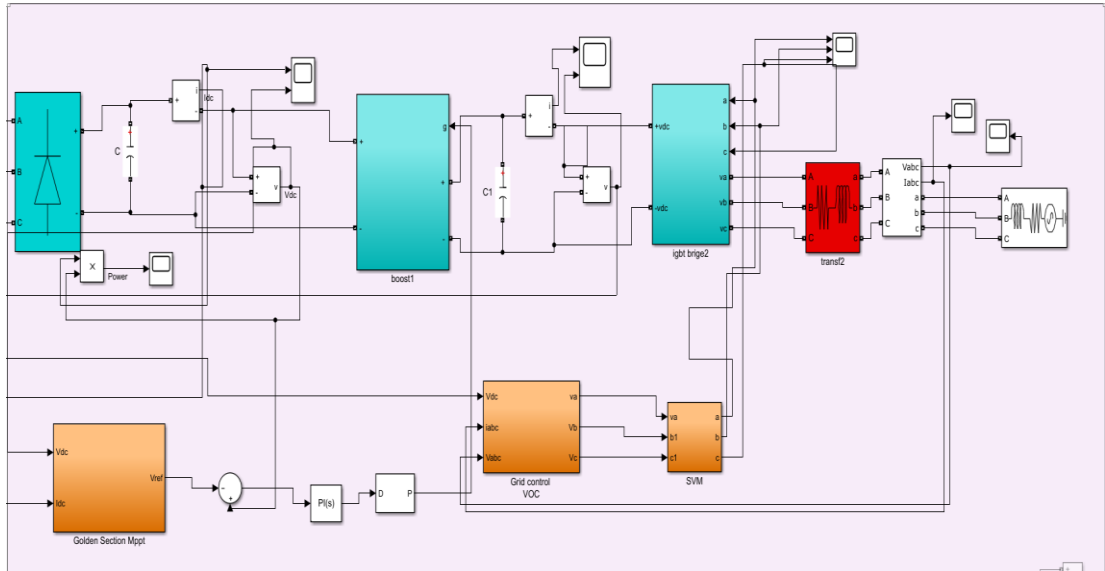 A
B
C
+
-
C
+
i
-
Idc
+
-
v
Vdc
X
Power
+
-
g
+
-
boost1
C1
+
i
-
+
-
v
+vdc
-vdc
a
b
c
va
vb
vc
igbt brige2
A
B
C
a
b
c
transf2
A
B
C
Vabc
Iabc
a
b
c
A
B
C
Vdc
iabc
Vabc
va
Vb
Vc
Grid control
VOC
va
b1
c1
a
b
c
SVM
Vdc
Idc
Vref
Golden Section Mppt
-
+
PI(s)
D
P